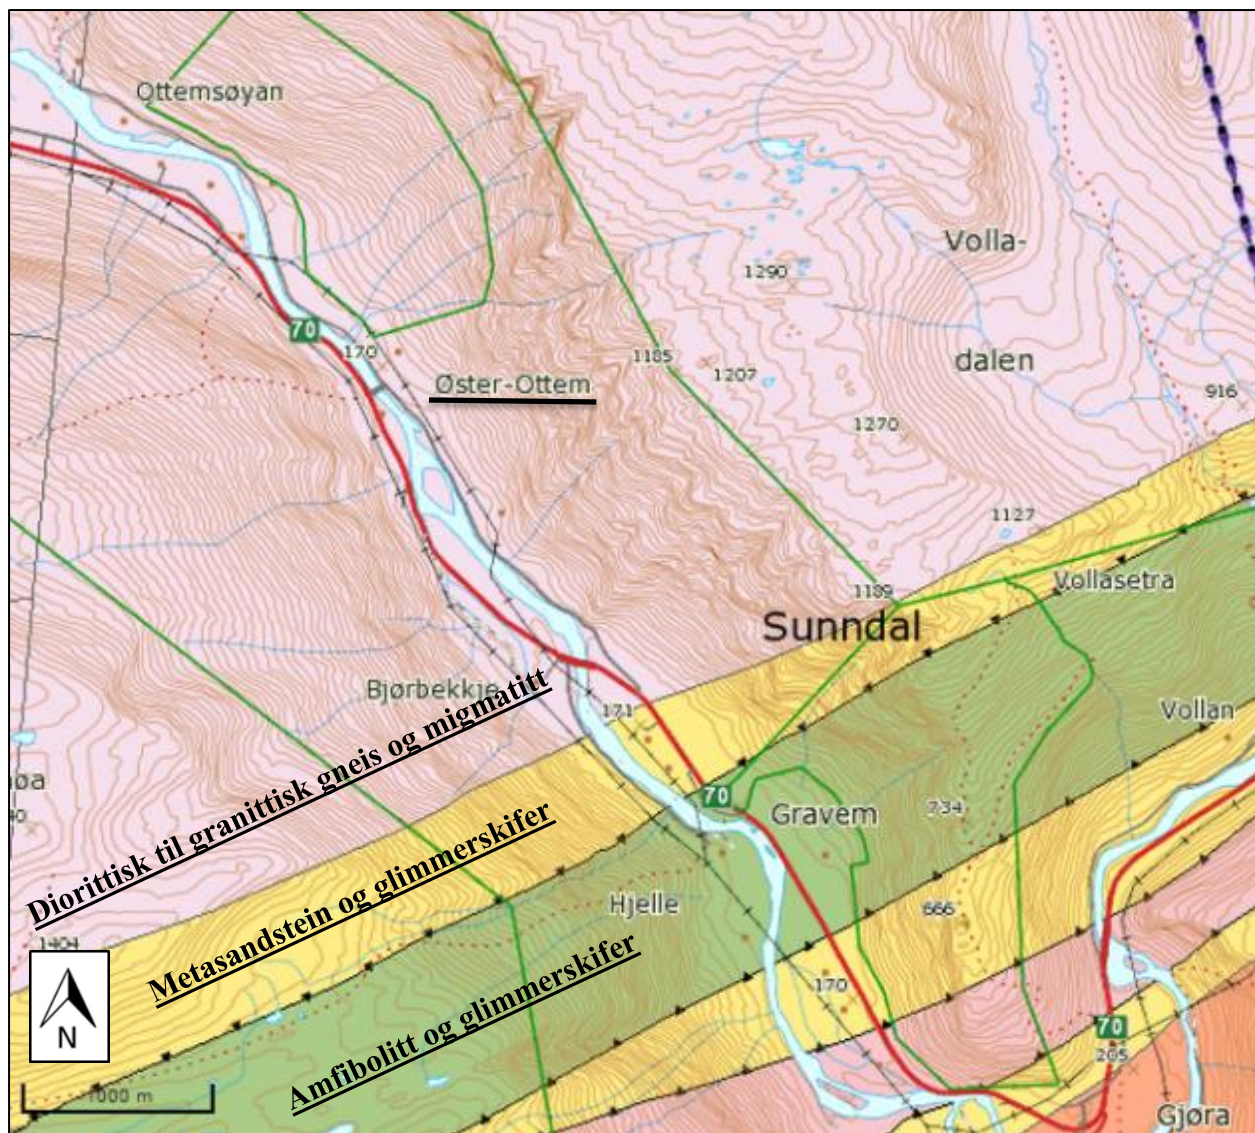 Ottemsøyan
Volla-
1290
70
170
1185
dalen
1207
Øster-Ottem
916
1270
1127
Vollasetra
1189
Sunndal
Bjørbekkje
171
Vollan
Diorittisk til granittisk gneis og migmatitt
70
Gravem
734
Metasandstein og glimmerskifer
Hjelle
666
1404
Amfibolitt og glimmerskifer
170
70
N
205
1000 m
Gjøra